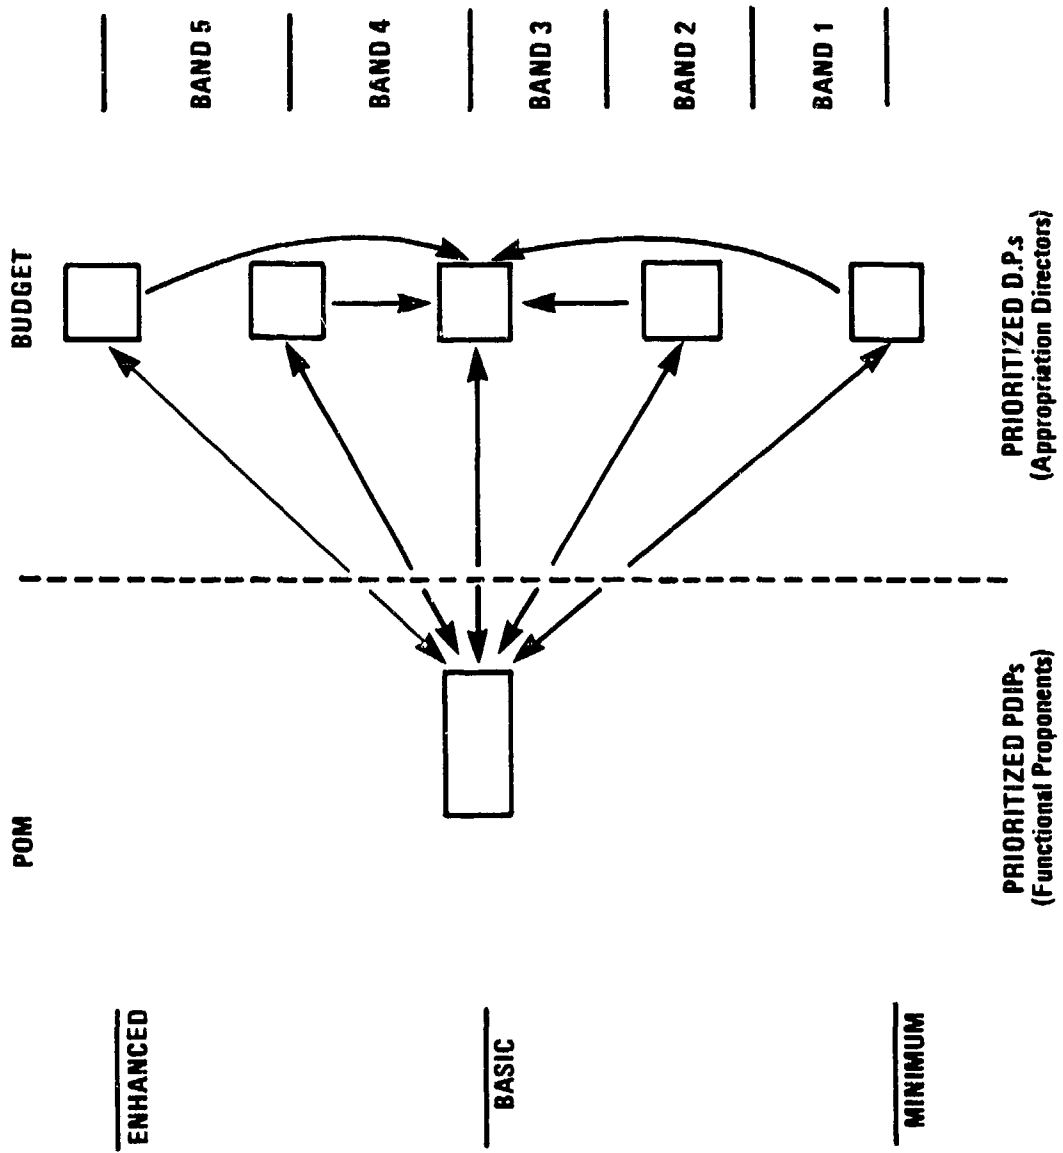 POM
BUDGET
ENHANCED
BAND 5
BAND 4
BASIC
BAND 3
BAND 2
BAND 1
MINIMUM
PRIORITIZED PDIPs
(Functional Proponents)
PRIORITIZED D.P.s
(Appropriation Directors)